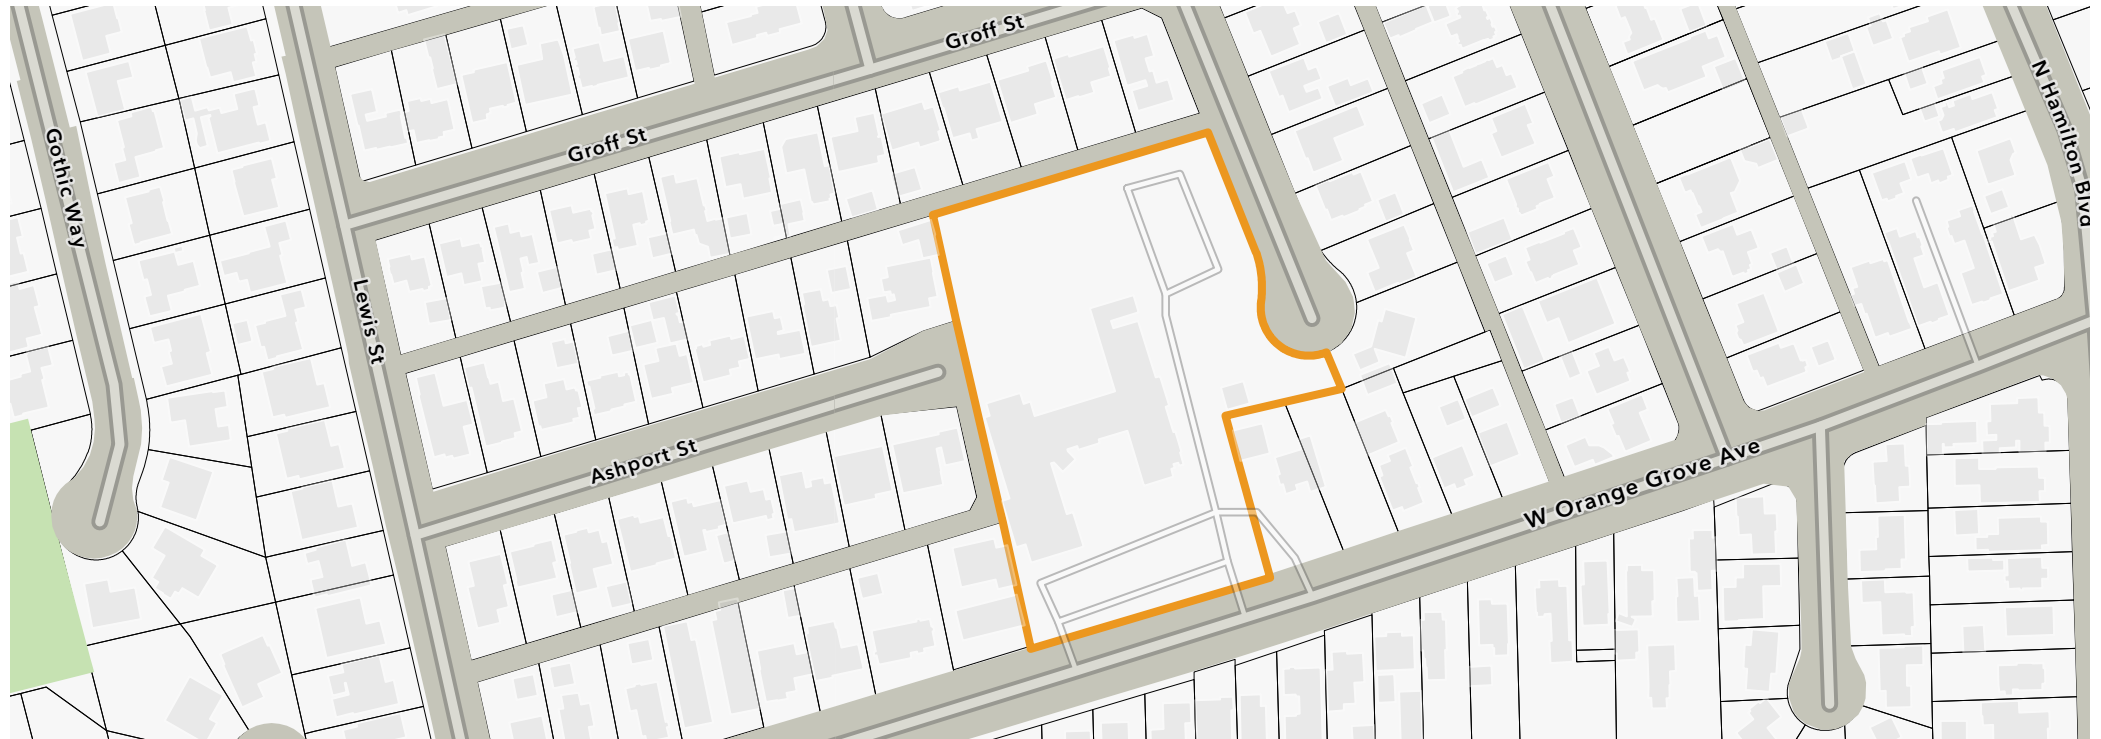 Groff St
Groff St
N Hamilton Blvd
Gothic Way
Lewis St
Ashport St
W Orange Grove Ave